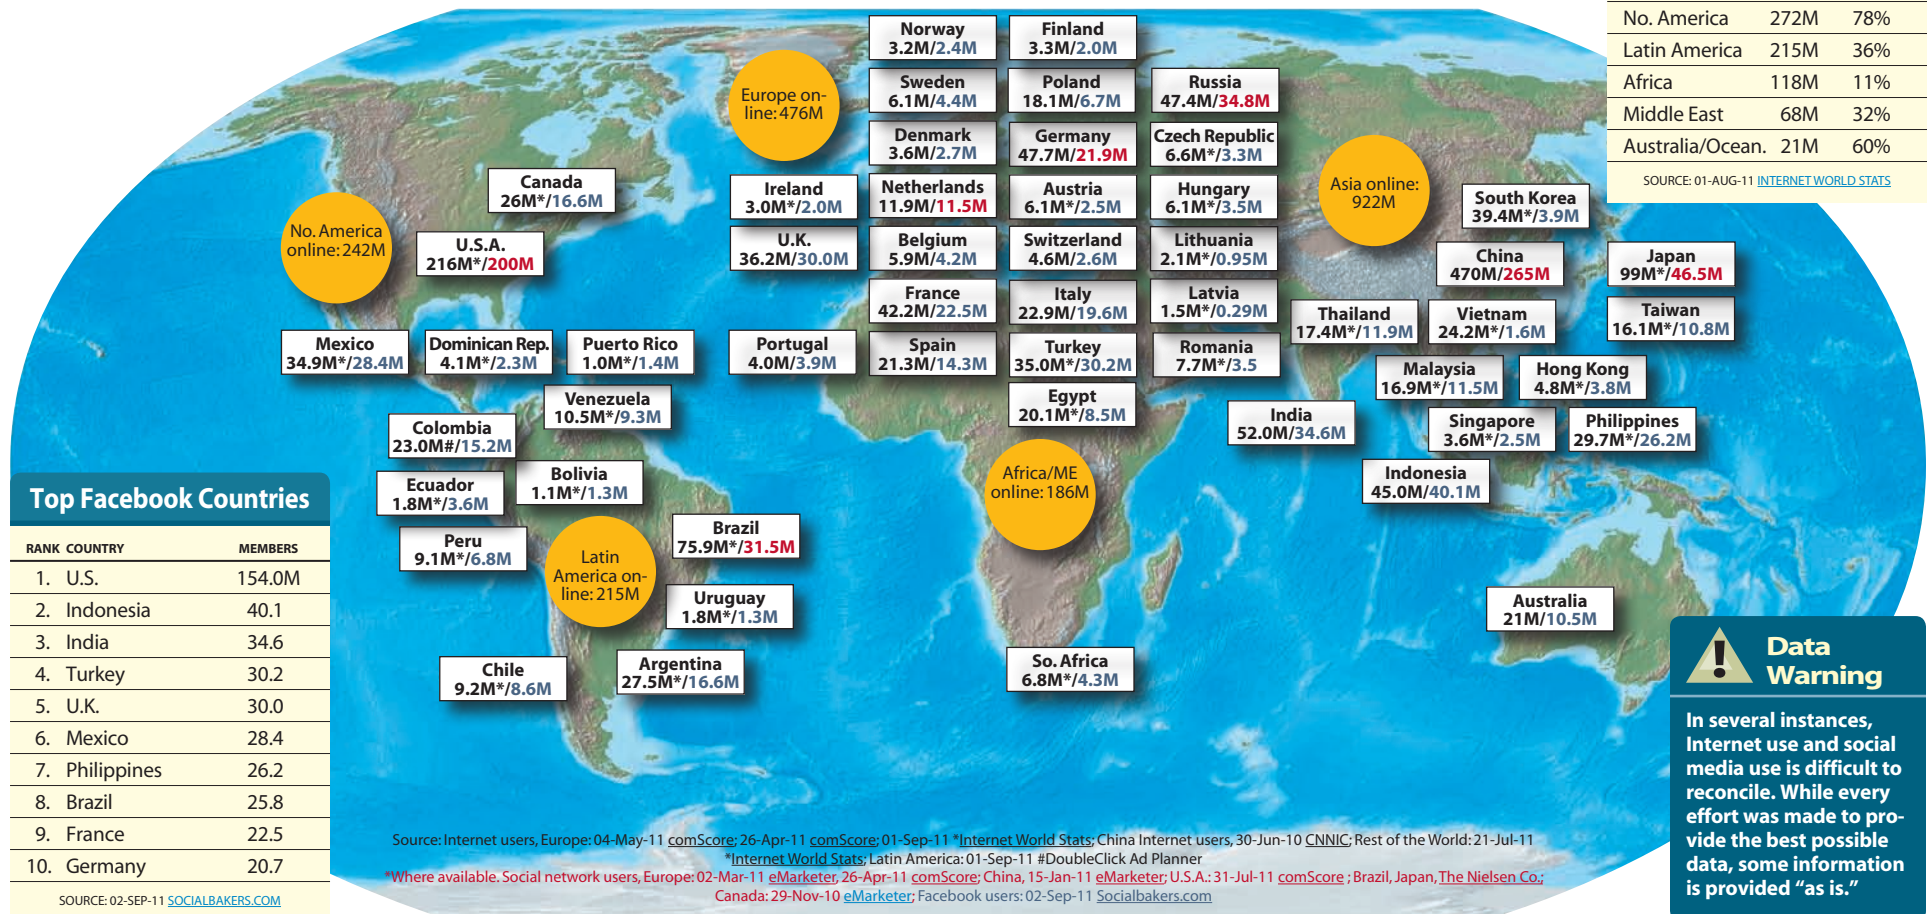 No. America 272M 78%
Latin America 215M 36%
Africa 118M 11%
Middle East 68M 32%
Australia/Ocean. 21M 60%
SOURCE: 01-AUG-11 INTERNET WORLD STATS
Norway
3.2M/2.4M
Finland
3.3M/2.0M
Europe on-
line: 476M
Sweden
6.1M/4.4M
Poland
18.1M/6.7M
Russia
47.4M/34.8M
Denmark
3.6M/2.7M
Germany
47.7M/21.9M
Czech Republic
6.6M*/3.3M
Canada
26M*/16.6M
Ireland
3.0M*/2.0M
Netherlands
11.9M/11.5M
Austria
6.1M*/2.5M
Hungary
6.1M*/3.5M
Asia online:
922M
South Korea
39.4M*/3.9M
No. America
online: 242M
U.S.A.
216M*/200M
U.K.
36.2M/30.0M
Belgium
5.9M/4.2M
Switzerland
4.6M/2.6M
Lithuania
2.1M*/0.95M
China
470M/265M
Japan
99M*/46.5M
France
42.2M/22.5M
Italy
22.9M/19.6M
Latvia
1.5M*/0.29M
Thailand
17.4M*/11.9M
Vietnam
24.2M*/1.6M
Taiwan
16.1M*/10.8M
Mexico
34.9M*/28.4M
Dominican Rep.
4.1M*/2.3M
Puerto Rico
1.0M*/1.4M
Portugal
4.0M/3.9M
Spain
21.3M/14.3M
Turkey
35.0M*/30.2M
Romania
7.7M*/3.5
Malaysia
16.9M*/11.5M
Hong Kong
4.8M*/3.8M
Venezuela
10.5M*/9.3M
Egypt
20.1M*/8.5M
India
52.0M/34.6M
Singapore
3.6M*/2.5M
Philippines
29.7M*/26.2M
Colombia
23.0M#/15.2M
Bolivia
1.1M*/1.3M
Africa/ME
online: 186M
Indonesia
45.0M/40.1M
Ecuador
1.8M*/3.6M
Peru
9.1M*/6.8M
Brazil
75.9M*/31.5M
Latin
America on-
line: 215M
Uruguay
1.8M*/1.3M
Australia
21M/10.5M
Chile
9.2M*/8.6M
Argentina
27.5M*/16.6M
So. Africa
6.8M*/4.3M
Top Facebook Countries
RANK COUNTRY MEMBERS
1. U.S. 154.0M
2. Indonesia 40.1
3. India 34.6
4. Turkey 30.2
5. U.K. 30.0
6. Mexico 28.4
7. Philippines 26.2
8. Brazil 25.8
9. France 22.5
10. Germany 20.7
SOURCE: 02-SEP-11 SOCIALBAKERS.COM
Data
Warning
In several instances,
Internet use and social
media use is difficult to
reconcile. While every
effort was made to pro-
vide the best possible
data, some information
is provided “as is.”
Source: Internet users, Europe: 04-May-11 comScore; 26-Apr-11 comScore; 01-Sep-11 *Internet World Stats; China Internet users, 30-Jun-10 CNNIC; Rest of the World: 21-Jul-11
*Internet World Stats; Latin America: 01-Sep-11 #DoubleClick Ad Planner
*Where available. Social network users, Europe: 02-Mar-11 eMarketer, 26-Apr-11 comScore; China, 15-Jan-11 eMarketer; U.S.A.: 31-Jul-11 comScore ; Brazil, Japan, The Nielsen Co.;
Canada: 29-Nov-10 eMarketer; Facebook users: 02-Sep-11 Socialbakers.com